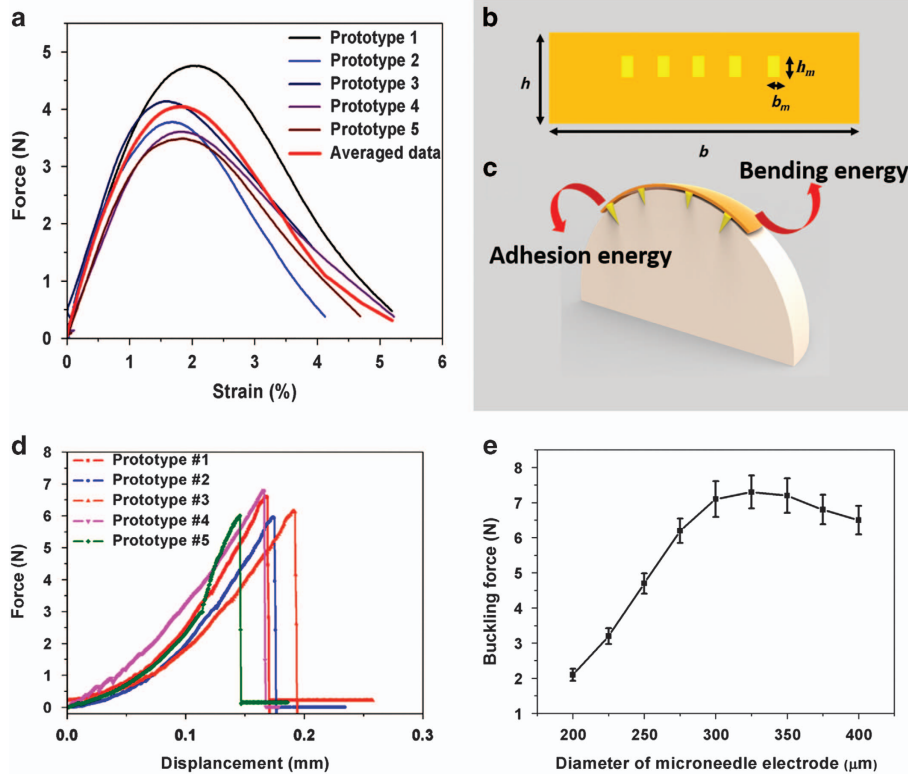 a
Force (N)
5
4
3
2
1
0
0 1 2 3 4 5 6
Strain (%)
Prototype 1
Prototype 2
Prototype 3
Prototype 4
Prototype 5
Averaged data
b
h
hm
bm
b
c
Bending energy
Adhesion energy
d
Force (N)
8
7
6
5
4
3
2
1
0
0.0 0.1 0.2 0.3
Displancement (mm)
Prototype #1
Prototype #2
Prototype #3
Prototype #4
Prototype #5
e
Buckling force (N)
9
8
7
6
5
4
3
2
1
200 250 300 350 400
Diameter of microneedle electrode (μm)